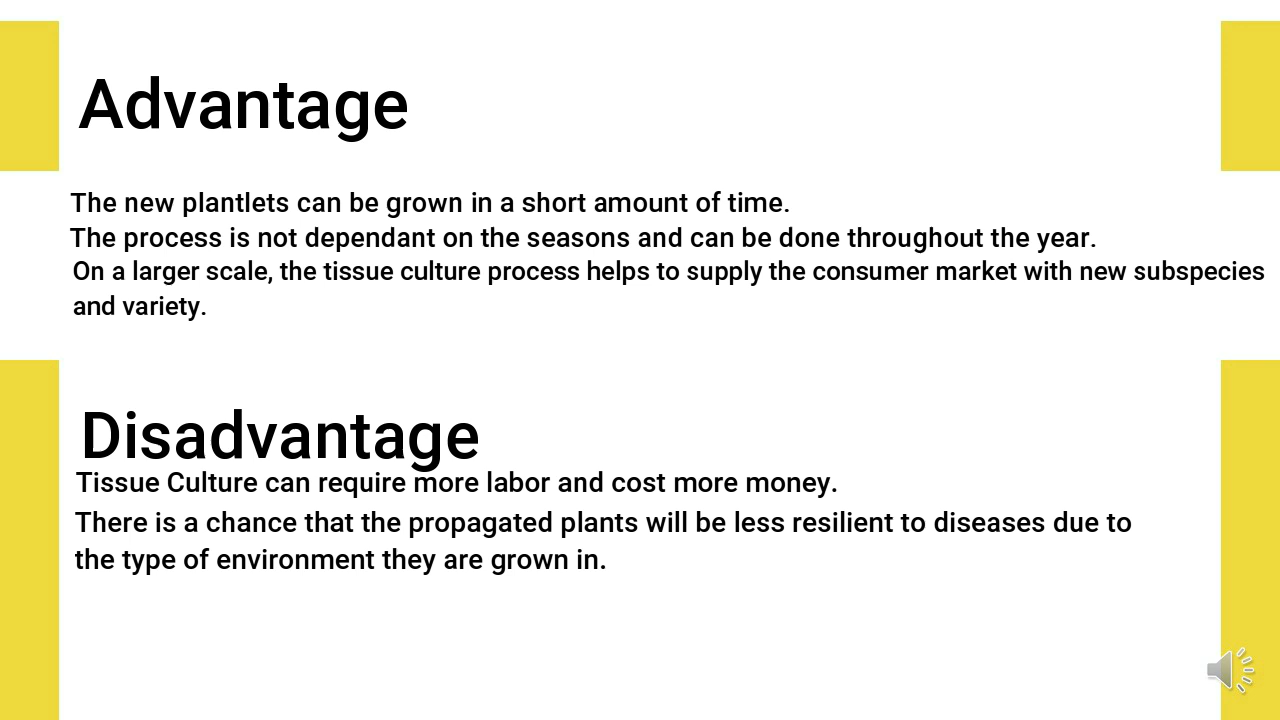 Advantage
The new plantlets can be grown in a short amount of time.
The process is not dependant on the seasons and can be done throughout the year.
On a larger scale, the tissue culture process helps to supply the consumer market with new subspecies
and variety.
Disadvantage
Tissue Culture can require more labor and cost more money.
There is a chance that the propagated plants will be less resilient to diseases due to
the type of environment they are grown in.